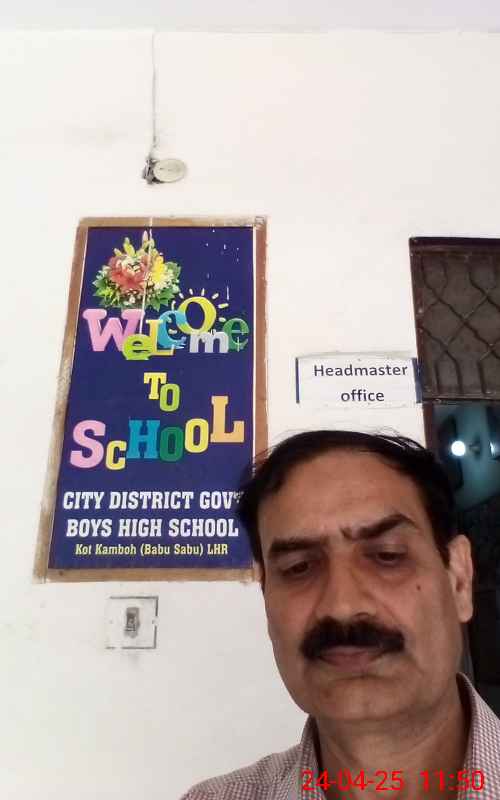 WelCOme
TO
SCHOOL
CITY DISTRICT GOV'T
BOYS HIGH SCHOOL
Kot Kamboh (Babu Sabu) LHR
Headmaster
office
24-04-25 11:50